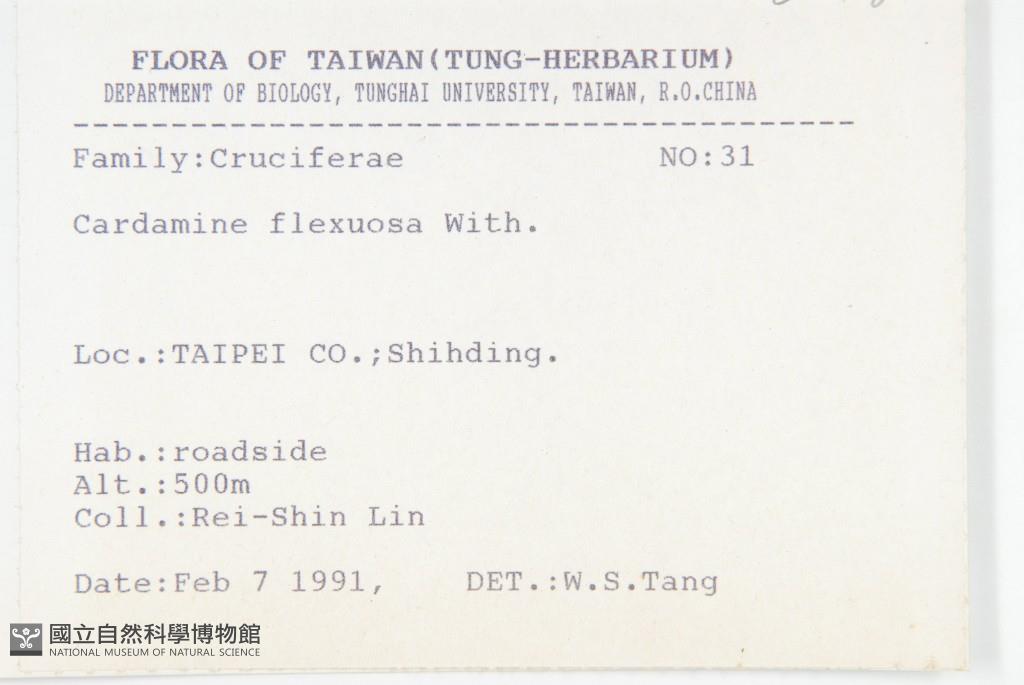 FLORA OF TAIWAN(TUNG-HERBARIUM)
DEPARTMENT OF BIOLOGY, TUNGHAI UNIVERSITY, TAIWAN, R.O.CHINA
----------------------------------------
Family:Cruciferae NO:31
Cardamine flexuosa With.
Loc.:TAIPEI CO.;Shihding.
Hab.:roadside
Alt.:500m
Coll.:Rei-Shin Lin
Date:Feb 7 1991, DET.:W.S.Tang
國立自然科學博物館
NATIONAL MUSEUM OF NATURAL SCIENCE